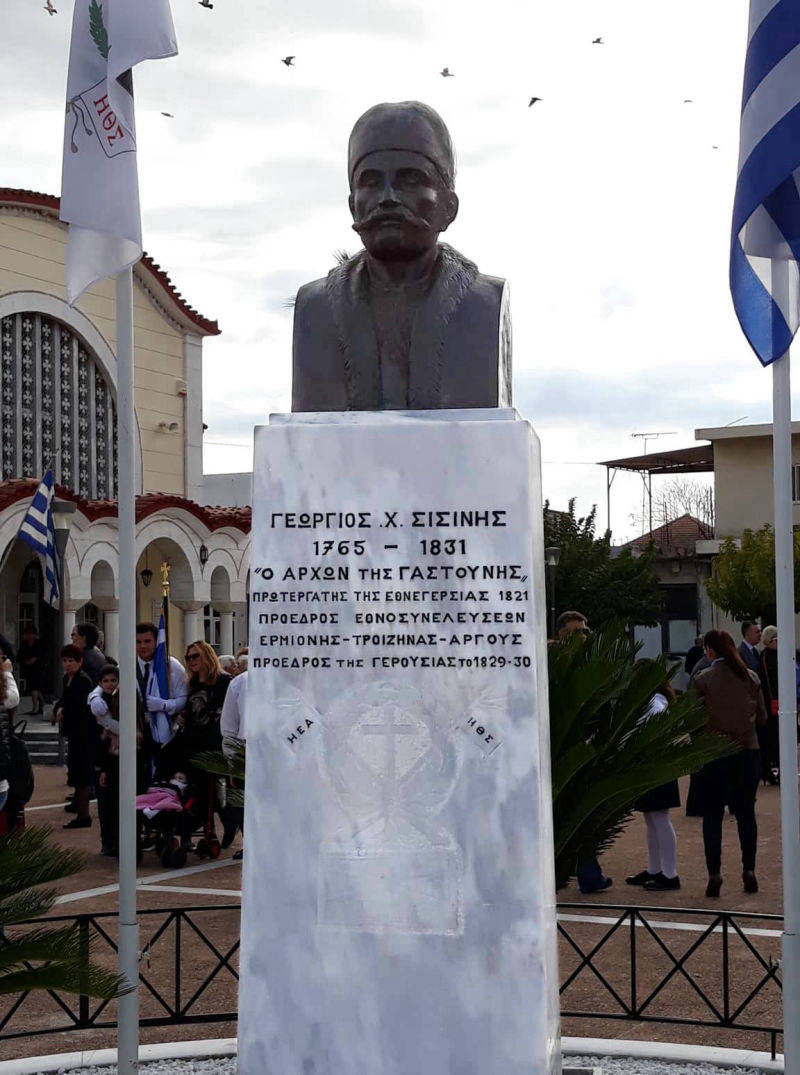 ΗΘΣ
ΓΕΩΡΓΙΟΣ .Χ. ΣΙΣΙΝΗΣ
1765 – 1831
"Ο ΑΡΧΩΝ της ΓΑΣΤΟΥΝΗΣ„
ΠΡΩΤΕΡΓΑΤΗΣ ΤΗΣ ΕΘΝΕΓΕΡΣΙΑΣ 1821
ΠΡΟΕΔΡΟΣ ΕΘΝΟΣΥΝΕΛΕΥΣΕΩΝ
ΕΡΜΙΟΝΗΣ-ΤΡΟΙΖΗΝΑΣ-ΑΡΓΟΥΣ
ΠΡΟΕΔΡΟΣ της ΓΕΡΟΥΣΙΑΣ το 1829-30
ΗΕΑ
ΗΘΣ